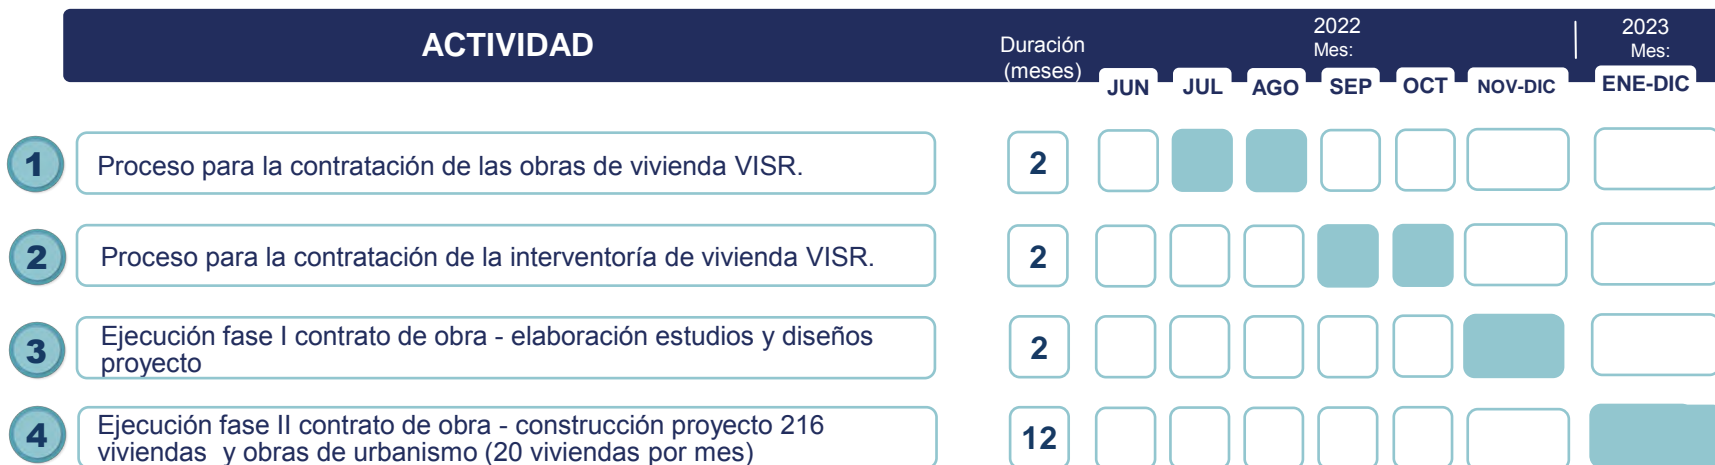 ACTIVIDAD
Duración
(meses)
2022
Mes:
2023
Mes:
JUN JUL AGO SEP OCT NOV-DIC ENE-DIC
1 Proceso para la contratación de las obras de vivienda VISR. 2
2 Proceso para la contratación de la interventoría de vivienda VISR. 2
3 Ejecución fase I contrato de obra - elaboración estudios y diseños
proyecto 2
4 Ejecución fase II contrato de obra - construcción proyecto 216
viviendas y obras de urbanismo (20 viviendas por mes) 12